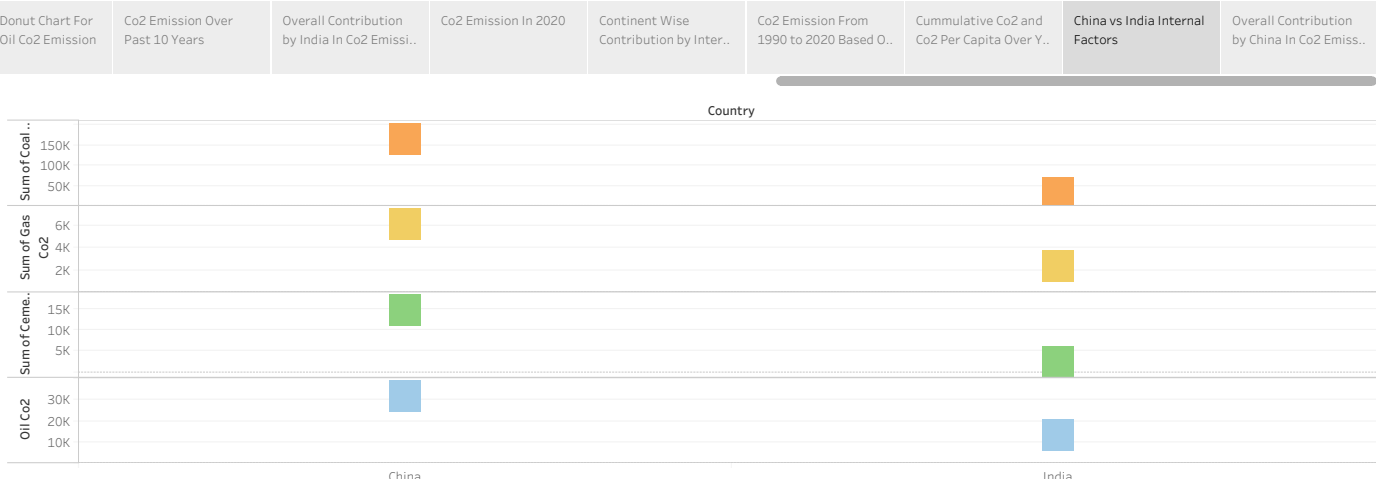 Donut Chart For
Oil Co2 Emission
Co2 Emission Over
Past 10 Years
Overall Contribution
by India In Co2 Emissi..
Co2 Emission In 2020
Continent Wise
Contribution by Inter..
Co2 Emission From
1990 to 2020 Based O..
Cummulative Co2 and
Co2 Per Capita Over Y..
China vs India Internal
Factors
Overall Contribution
by China In Co2 Emiss..
Country
Sum of Coal ..
150K
100K
50K
Sum of Gas
Co2
6K
4K
2K
Sum of Ceme..
15K
10K
5K
Oil Co2
30K
20K
10K
China
India